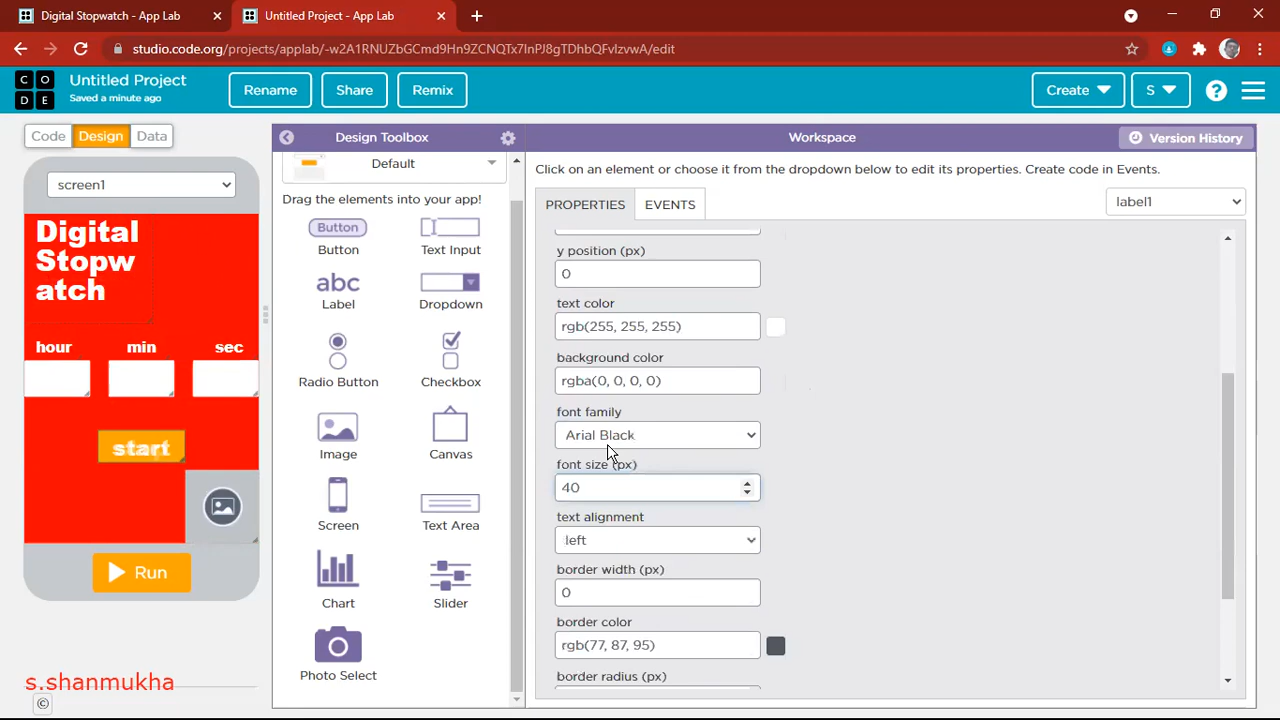 Digital Stopwatch - App Lab
Untitled Project - App Lab
studio.code.org/projects/applab/-w2A1RNUZbGCmd9Hn9ZCNQTx7InPJ8gTDhbQFvIzvwA/edit
CO
DE
Untitled Project
Saved a minute ago
Rename
Share
Remix
Create
S
?
Code
Design
Data
Design Toolbox
Workspace
Version History
screen1
Default
Click on an element or choose it from the dropdown below to edit its properties. Create code in Events.
Drag the elements into your app!
PROPERTIES
EVENTS
label1
Digital
Stopw
atch
hour
min
sec
start
Run
Button
Button
Text Input
abc
Label
Dropdown
Radio Button
Checkbox
Image
Canvas
Screen
Text Area
Chart
Slider
Photo Select
y position (px)
0
text color
rgb(255, 255, 255)
background color
rgba(0, 0, 0, 0)
font family
Arial Black
font size (px)
40
text alignment
left
border width (px)
0
border color
rgb(77, 87, 95)
border radius (px)
s.shanmukha
©